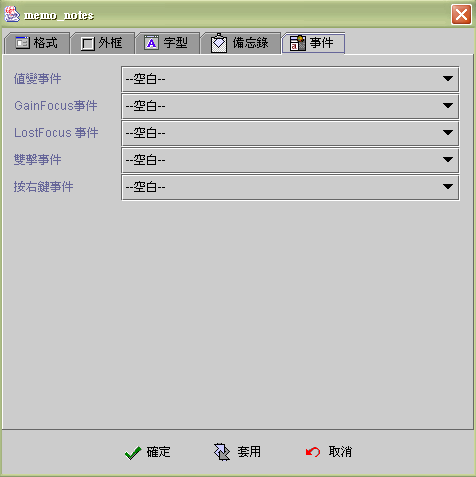 memo_notes
格式 外框 字型 備忘錄 事件
值變事件 --空白--
GainFocus事件 --空白--
LostFocus 事件 --空白--
雙擊事件 --空白--
按右鍵事件 --空白--
確定 套用 取消